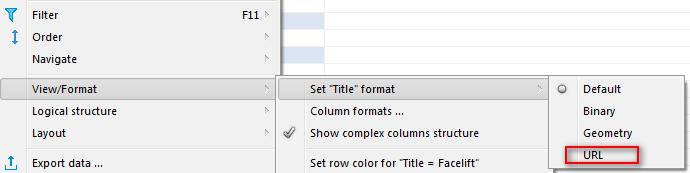 Filter F11
Order
Navigate
View/Format
Logical structure
Layout
Export data ...
Set "Title" format
Column formats ...
Show complex columns structure
Set row color for "Title = Facelift"
Default
Binary
Geometry
URL